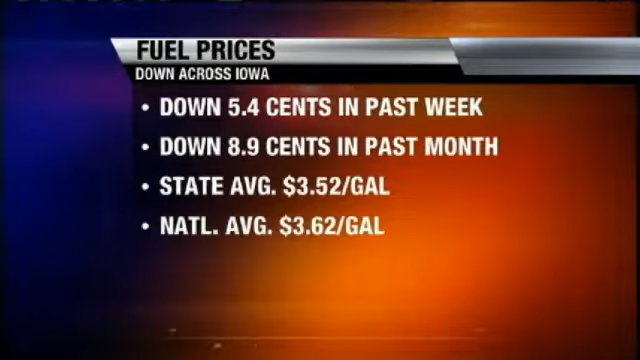 FUEL PRICES
DOWN ACROSS IOWA
• DOWN 5.4 CENTS IN PAST WEEK
• DOWN 8.9 CENTS IN PAST MONTH
• STATE AVG. $3.52/GAL
• NATL. AVG. $3.62/GAL